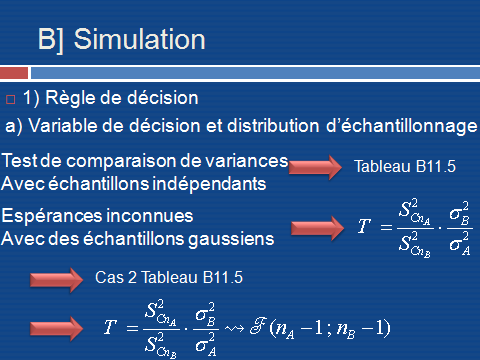 B] Simulation
1) Règle de décision
a) Variable de décision et distribution d'échantillonnage
Test de comparaison de variances
Avec échantillons indépendants
Tableau B11.5
Espérances inconnues
Avec des échantillons gaussiens
T = S²_{Cn_A} / S²_{Cn_B} · σ²_B / σ²_A
Cas 2 Tableau B11.5
T = S²_{Cn_A} / S²_{Cn_B} · σ²_B / σ²_A ⇝ ℱ(n_A − 1 ; n_B − 1)